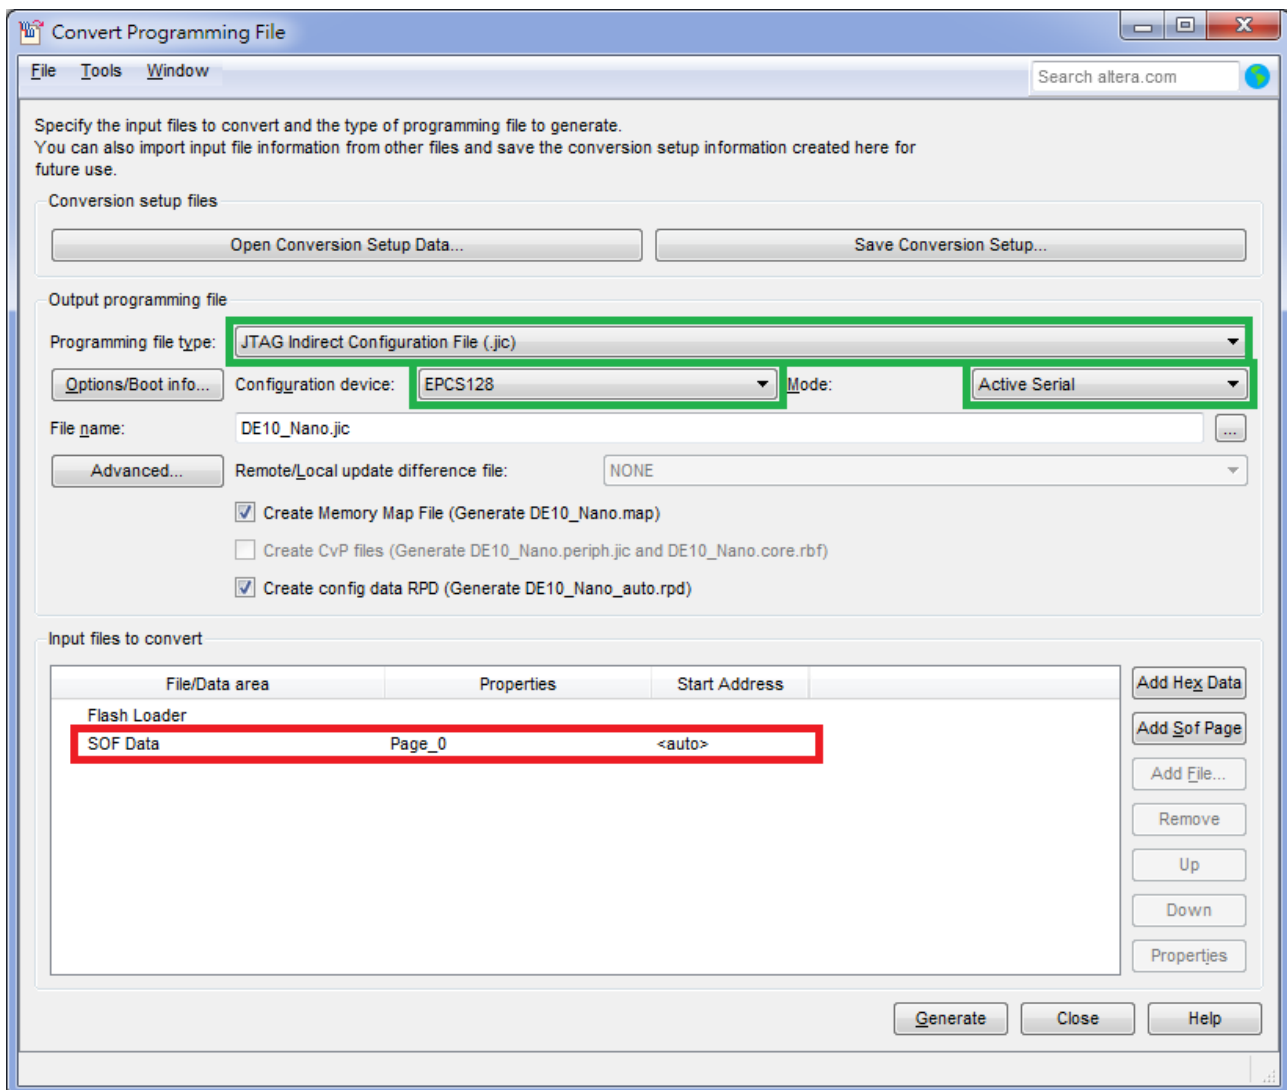 Convert Programming File
File Tools Window Search altera.com
Specify the input files to convert and the type of programming file to generate.
You can also import input file information from other files and save the conversion setup information created here for
future use.
Conversion setup files
Open Conversion Setup Data... Save Conversion Setup...
Output programming file
Programming file type: JTAG Indirect Configuration File (.jic)
Options/Boot info... Configuration device: EPCS128 Mode: Active Serial
File name: DE10_Nano.jic ...
Advanced... Remote/Local update difference file: NONE
Create Memory Map File (Generate DE10_Nano.map)
Create CvP files (Generate DE10_Nano.periph.jic and DE10_Nano.core.rbf)
Create config data RPD (Generate DE10_Nano_auto.rpd)
Input files to convert
File/Data area Properties Start Address Add Hex Data
Flash Loader
SOF Data Page_0 <auto> Add Sof Page
Add File...
Remove
Up
Down
Properties
Generate Close Help